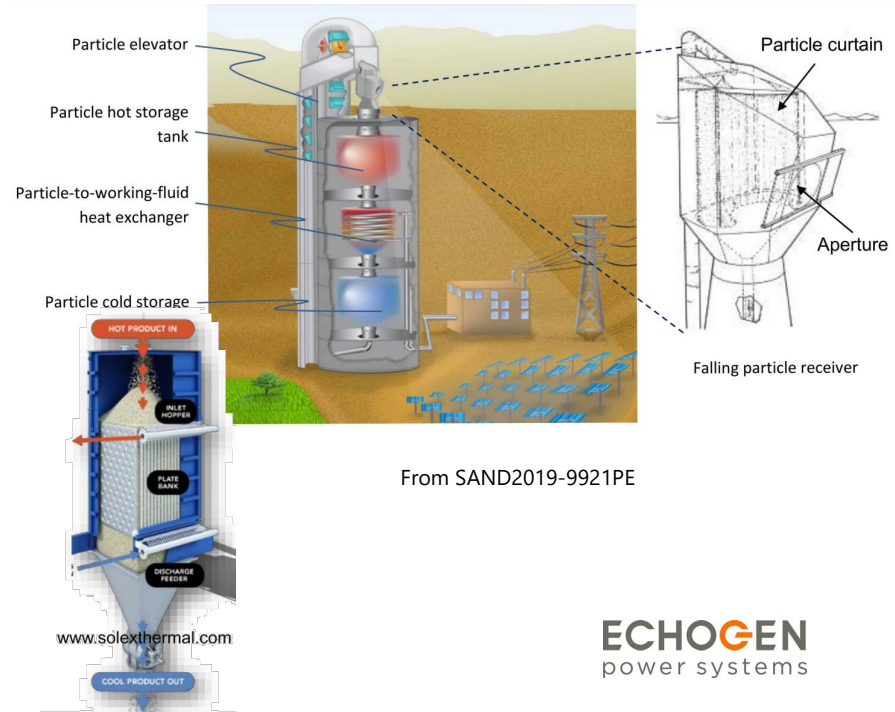 Particle elevator
Particle hot storage
tank
Particle-to-working-fluid
heat exchanger
Particle cold storage
Particle curtain
Aperture
Falling particle receiver
HOT PRODUCT IN
INLET
HOPPER
PLATE
BANK
DISCHARGE
FEEDER
www.solexthermal.com
COOL PRODUCT OUT
From SAND2019-9921PE
ECHOGEN
power systems